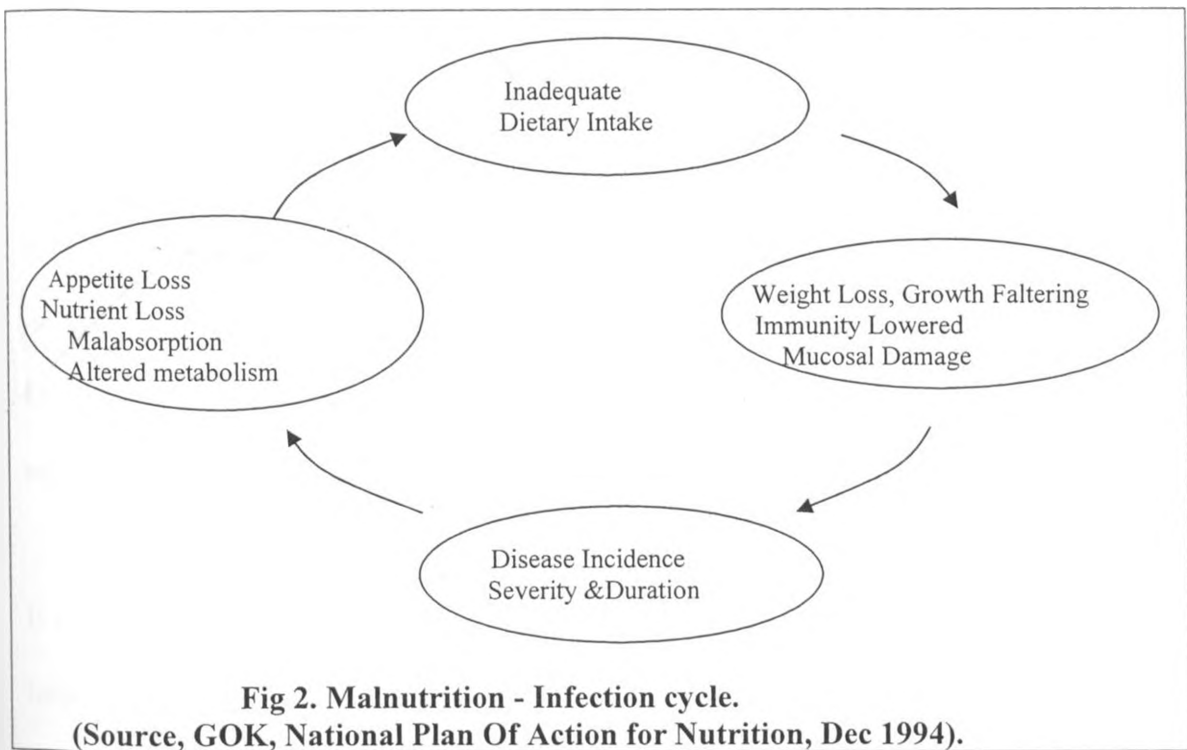 Inadequate
Dietary Intake
Appetite Loss
Nutrient Loss
Malabsorption
Altered metabolism
Weight Loss, Growth Faltering
Immunity Lowered
Mucosal Damage
Disease Incidence
Severity &Duration
Fig 2. Malnutrition - Infection cycle.
(Source, GOK, National Plan Of Action for Nutrition, Dec 1994).